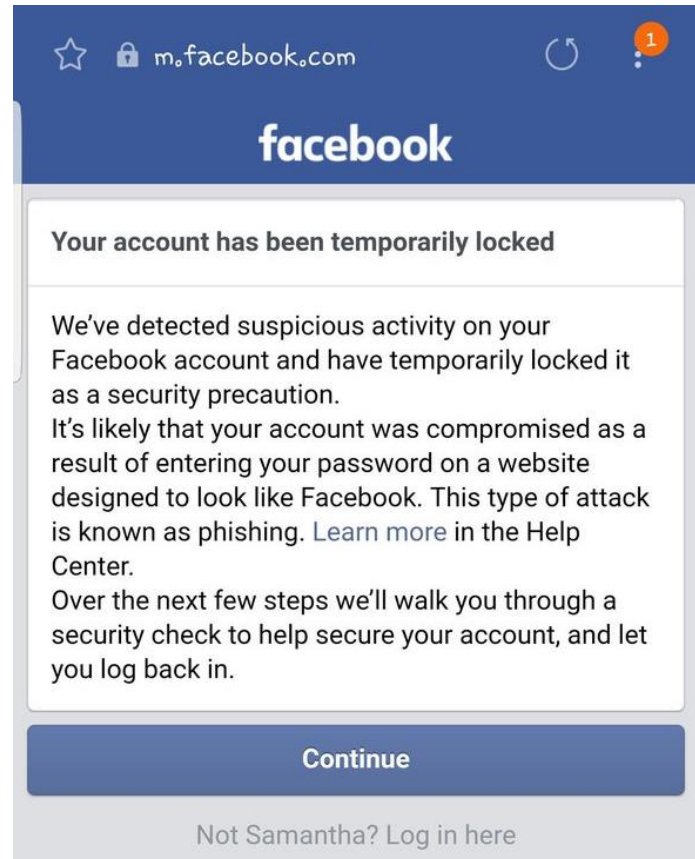 m.facebook.com
1
facebook
Your account has been temporarily locked
We've detected suspicious activity on your
Facebook account and have temporarily locked it
as a security precaution.
It's likely that your account was compromised as a
result of entering your password on a website
designed to look like Facebook. This type of attack
is known as phishing. Learn more in the Help
Center.
Over the next few steps we'll walk you through a
security check to help secure your account, and let
you log back in.
Continue
Not Samantha? Log in here